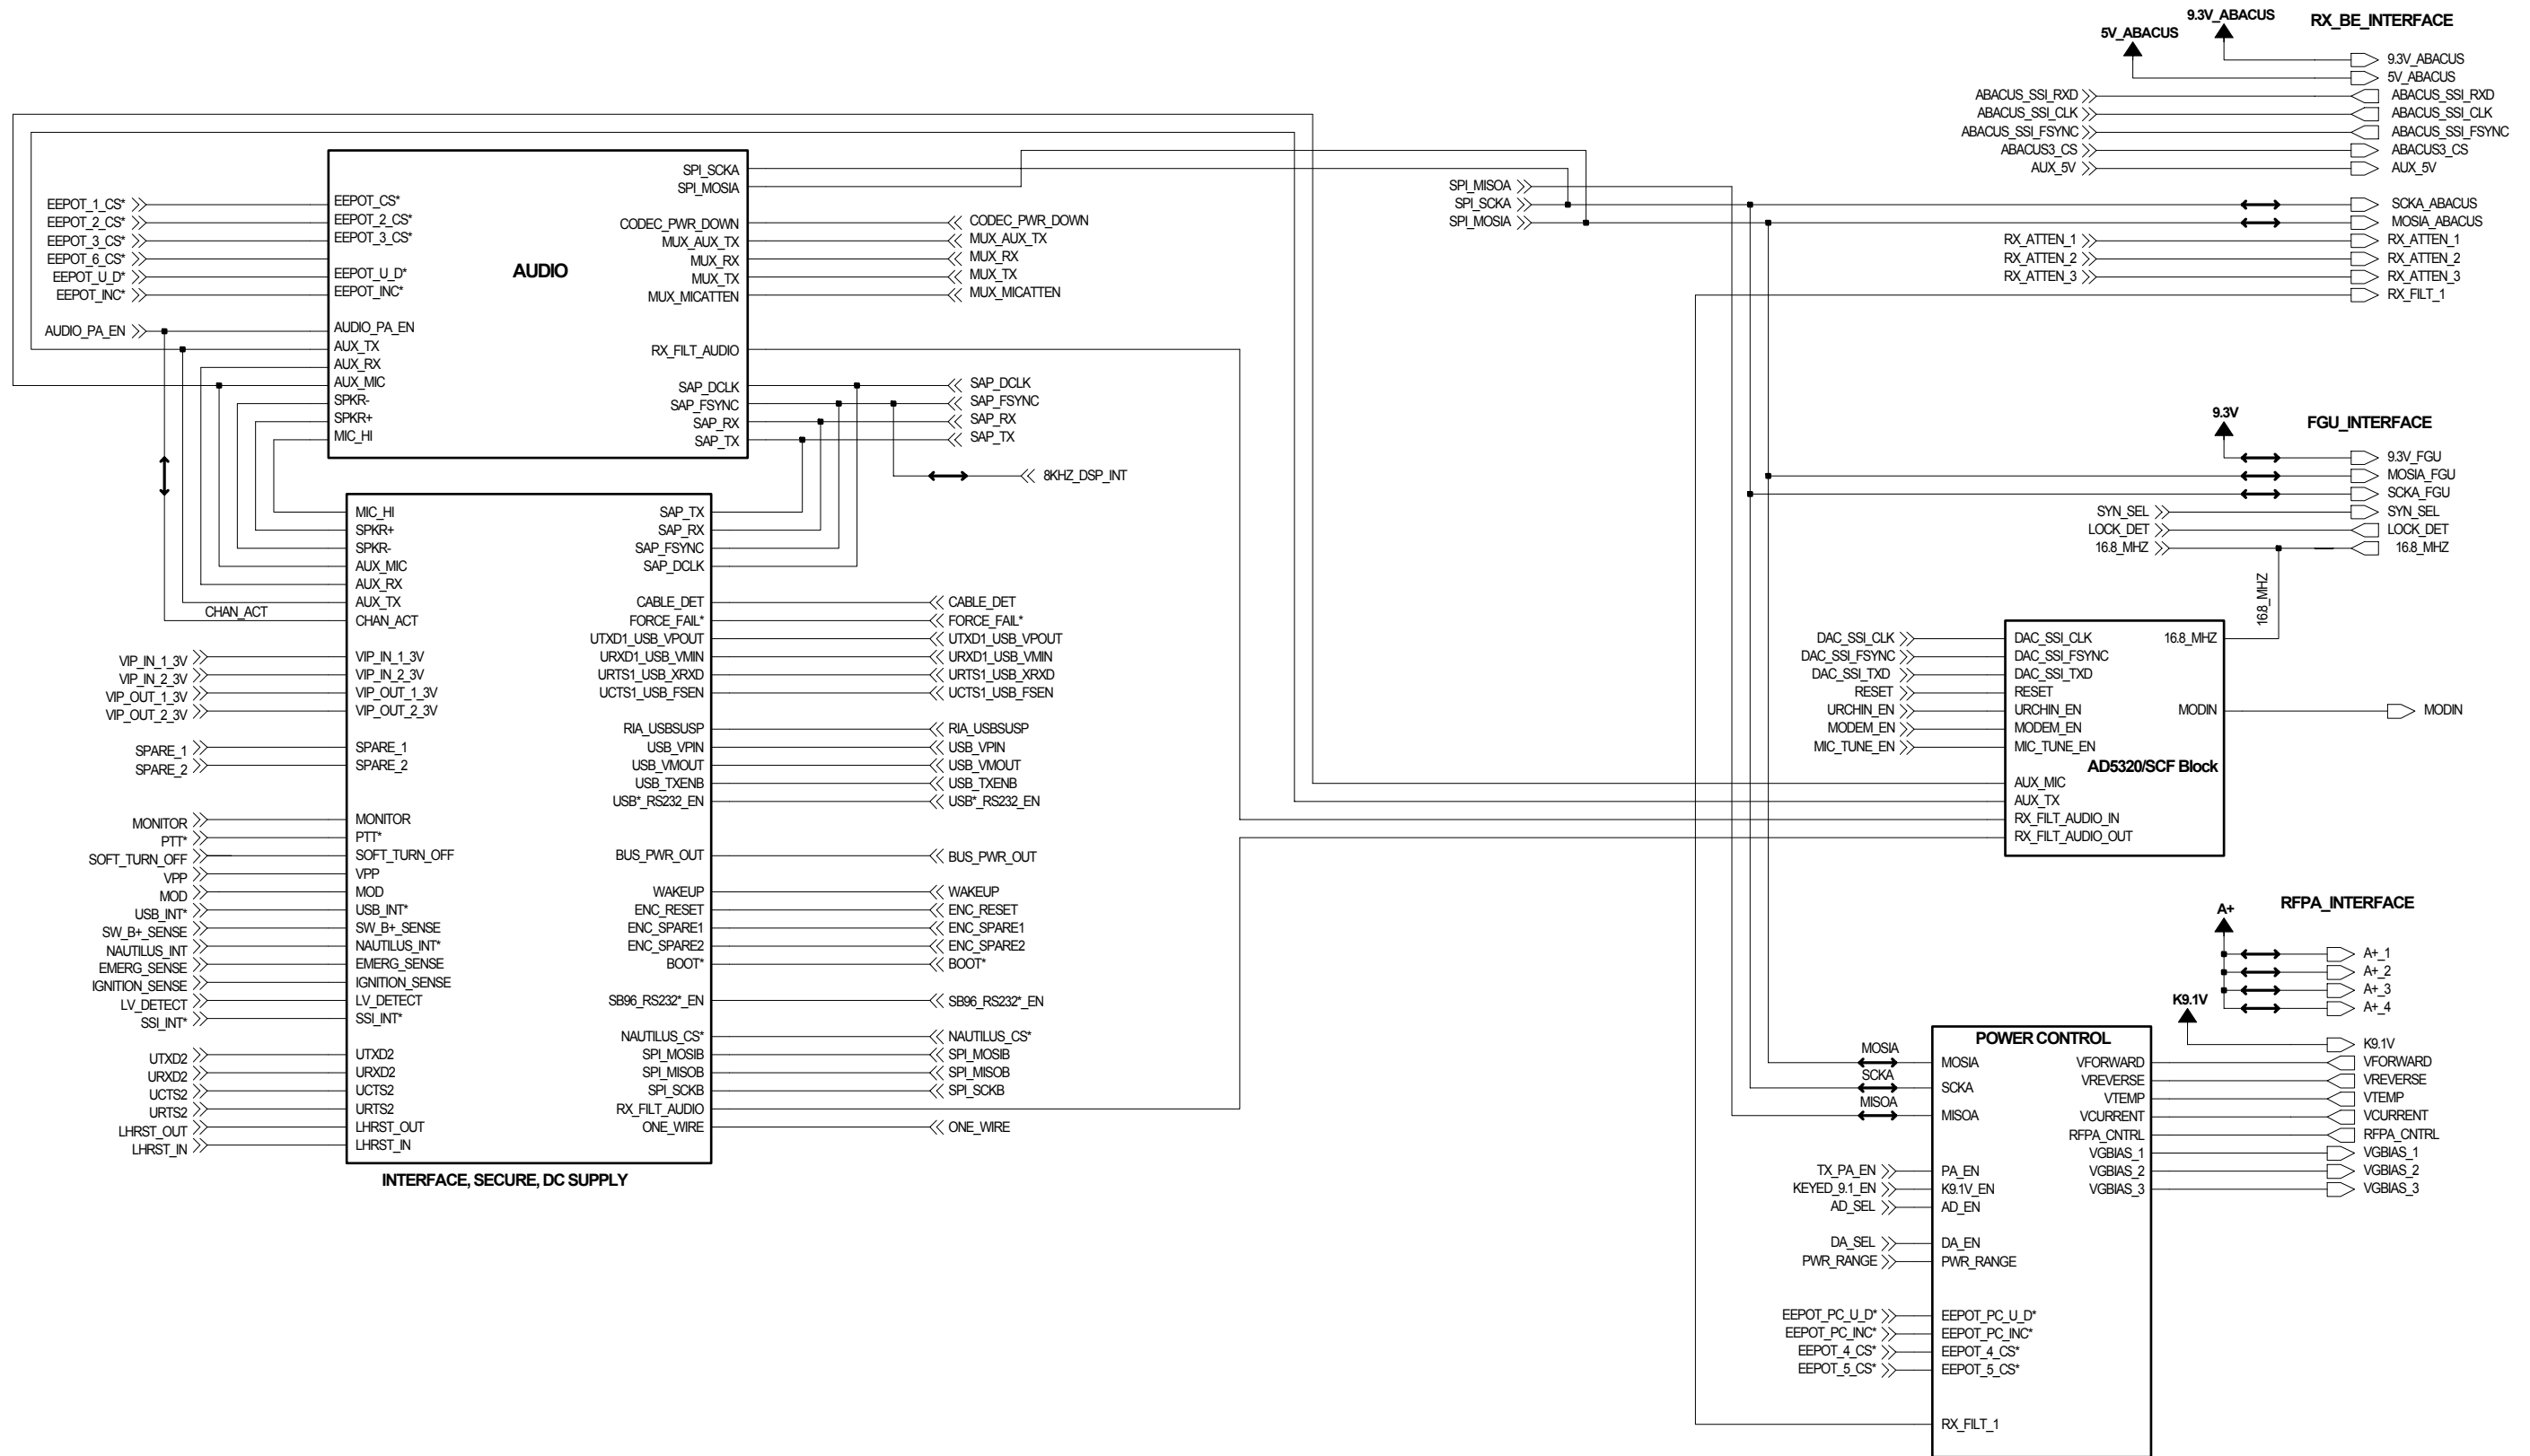 9.3V_ABACUS
RX_BE_INTERFACE
5V_ABACUS
9.3V_ABACUS
5V_ABACUS
ABACUS_SSI_RXD ABACUS_SSI_RXD
ABACUS_SSI_CLK ABACUS_SSI_CLK
ABACUS_SSI_FSYNC ABACUS_SSI_FSYNC
ABACUS3_CS ABACUS3_CS
AUX_5V AUX_5V
SPI_MISOA
SPI_SCKA
SPI_MOSIA
SCKA_ABACUS
MOSIA_ABACUS
RX_ATTEN_1 RX_ATTEN_1
RX_ATTEN_2 RX_ATTEN_2
RX_ATTEN_3 RX_ATTEN_3
RX_FILT_1
EEPOT_1_CS*
EEPOT_2_CS*
EEPOT_3_CS*
EEPOT_6_CS*
EEPOT_U_D*
EEPOT_INC*
AUDIO_PA_EN
EEPOT_CS*
EEPOT_2_CS*
EEPOT_3_CS*
EEPOT_U_D*
EEPOT_INC*
AUDIO_PA_EN
AUX_TX
AUX_RX
AUX_MIC
SPKR-
SPKR+
MIC_HI
AUDIO
SPI_SCKA
SPI_MOSIA
CODEC_PWR_DOWN CODEC_PWR_DOWN
MUX_AUX_TX MUX_AUX_TX
MUX_RX MUX_RX
MUX_TX MUX_TX
MUX_MICATTEN MUX_MICATTEN
RX_FILT_AUDIO
SAP_DCLK SAP_DCLK
SAP_FSYNC SAP_FSYNC
SAP_RX SAP_RX
SAP_TX SAP_TX
8KHZ_DSP_INT
9.3V
FGU_INTERFACE
9.3V_FGU
MOSIA_FGU
SCKA_FGU
SYN_SEL SYN_SEL
LOCK_DET LOCK_DET
16.8_MHZ 16.8_MHZ
16.8_MHZ
MIC_HI
SPKR+
SPKR-
AUX_MIC
AUX_RX
AUX_TX
CHAN_ACT CHAN_ACT
VIP_IN_1_3V VIP_IN_1_3V
VIP_IN_2_3V VIP_IN_2_3V
VIP_OUT_1_3V VIP_OUT_1_3V
VIP_OUT_2_3V VIP_OUT_2_3V
SPARE_1 SPARE_1
SPARE_2 SPARE_2
MONITOR MONITOR
PTT* PTT*
SOFT_TURN_OFF SOFT_TURN_OFF
VPP VPP
MOD MOD
USB_INT* USB_INT*
SW_B+_SENSE SW_B+_SENSE
NAUTILUS_INT NAUTILUS_INT*
EMERG_SENSE EMERG_SENSE
IGNITION_SENSE IGNITION_SENSE
LV_DETECT LV_DETECT
SSI_INT* SSI_INT*
UTXD2 UTXD2
URXD2 URXD2
UCTS2 UCTS2
URTS2 URTS2
LHRST_OUT LHRST_OUT
LHRST_IN LHRST_IN
SAP_TX
SAP_RX
SAP_FSYNC
SAP_DCLK
CABLE_DET CABLE_DET
FORCE_FAIL* FORCE_FAIL*
UTXD1_USB_VPOUT UTXD1_USB_VPOUT
URXD1_USB_VMIN URXD1_USB_VMIN
URTS1_USB_XRXD URTS1_USB_XRXD
UCTS1_USB_FSEN UCTS1_USB_FSEN
RIA_USBSUSP RIA_USBSUSP
USB_VPIN USB_VPIN
USB_VMOUT USB_VMOUT
USB_TXENB USB_TXENB
USB*_RS232_EN USB*_RS232_EN
BUS_PWR_OUT BUS_PWR_OUT
WAKEUP WAKEUP
ENC_RESET ENC_RESET
ENC_SPARE1 ENC_SPARE1
ENC_SPARE2 ENC_SPARE2
BOOT* BOOT*
SB96_RS232*_EN SB96_RS232*_EN
NAUTILUS_CS* NAUTILUS_CS*
SPI_MOSIB SPI_MOSIB
SPI_MISOB SPI_MISOB
SPI_SCKB SPI_SCKB
RX_FILT_AUDIO
ONE_WIRE ONE_WIRE
INTERFACE, SECURE, DC SUPPLY
DAC_SSI_CLK DAC_SSI_CLK 16.8_MHZ
DAC_SSI_FSYNC DAC_SSI_FSYNC
DAC_SSI_TXD DAC_SSI_TXD
RESET RESET
URCHIN_EN URCHIN_EN MODIN MODIN
MODEM_EN MODEM_EN
MIC_TUNE_EN MIC_TUNE_EN
AD5320/SCF Block
AUX_MIC
AUX_TX
RX_FILT_AUDIO_IN
RX_FILT_AUDIO_OUT
A+
RFPA_INTERFACE
A+_1
A+_2
A+_3
A+_4
K9.1V
K9.1V
POWER CONTROL
MOSIA MOSIA
SCKA SCKA
MISOA MISOA
VFORWARD VFORWARD
VREVERSE VREVERSE
VTEMP VTEMP
VCURRENT VCURRENT
RFPA_CNTRL RFPA_CNTRL
VGBIAS_1 VGBIAS_1
VGBIAS_2 VGBIAS_2
VGBIAS_3 VGBIAS_3
TX_PA_EN PA_EN
KEYED_9.1_EN K9.1V_EN
AD_SEL AD_EN
DA_SEL DA_EN
PWR_RANGE PWR_RANGE
EEPOT_PC_U_D* EEPOT_PC_U_D*
EEPOT_PC_INC* EEPOT_PC_INC*
EEPOT_4_CS* EEPOT_4_CS*
EEPOT_5_CS* EEPOT_5_CS*
RX_FILT_1